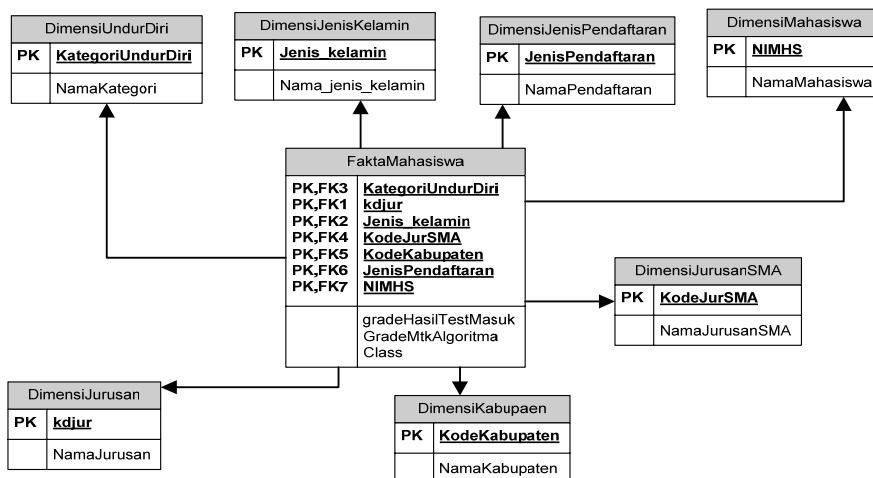 DimensiUndurDiri
PK KategoriUndurDiri
NamaKategori
DimensiJenisKelamin
PK Jenis_kelamin
Nama_jenis_kelamin
DimensiJenisPendaftaran
PK JenisPendaftaran
NamaPendaftaran
DimensiMahasiswa
PK NIMHS
NamaMahasiswa
FaktaMahasiswa
PK,FK3 KategoriUndurDiri
PK,FK1 kdjur
PK,FK2 Jenis_kelamin
PK,FK4 KodeJurSMA
PK,FK5 KodeKabupaten
PK,FK6 JenisPendaftaran
PK,FK7 NIMHS
gradeHasilTestMasuk
GradeMtkAlgoritma
Class
DimensiJurusanSMA
PK KodeJurSMA
NamaJurusanSMA
DimensiJurusan
PK kdjur
NamaJurusan
DimensiKabupaen
PK KodeKabupaten
NamaKabupaten